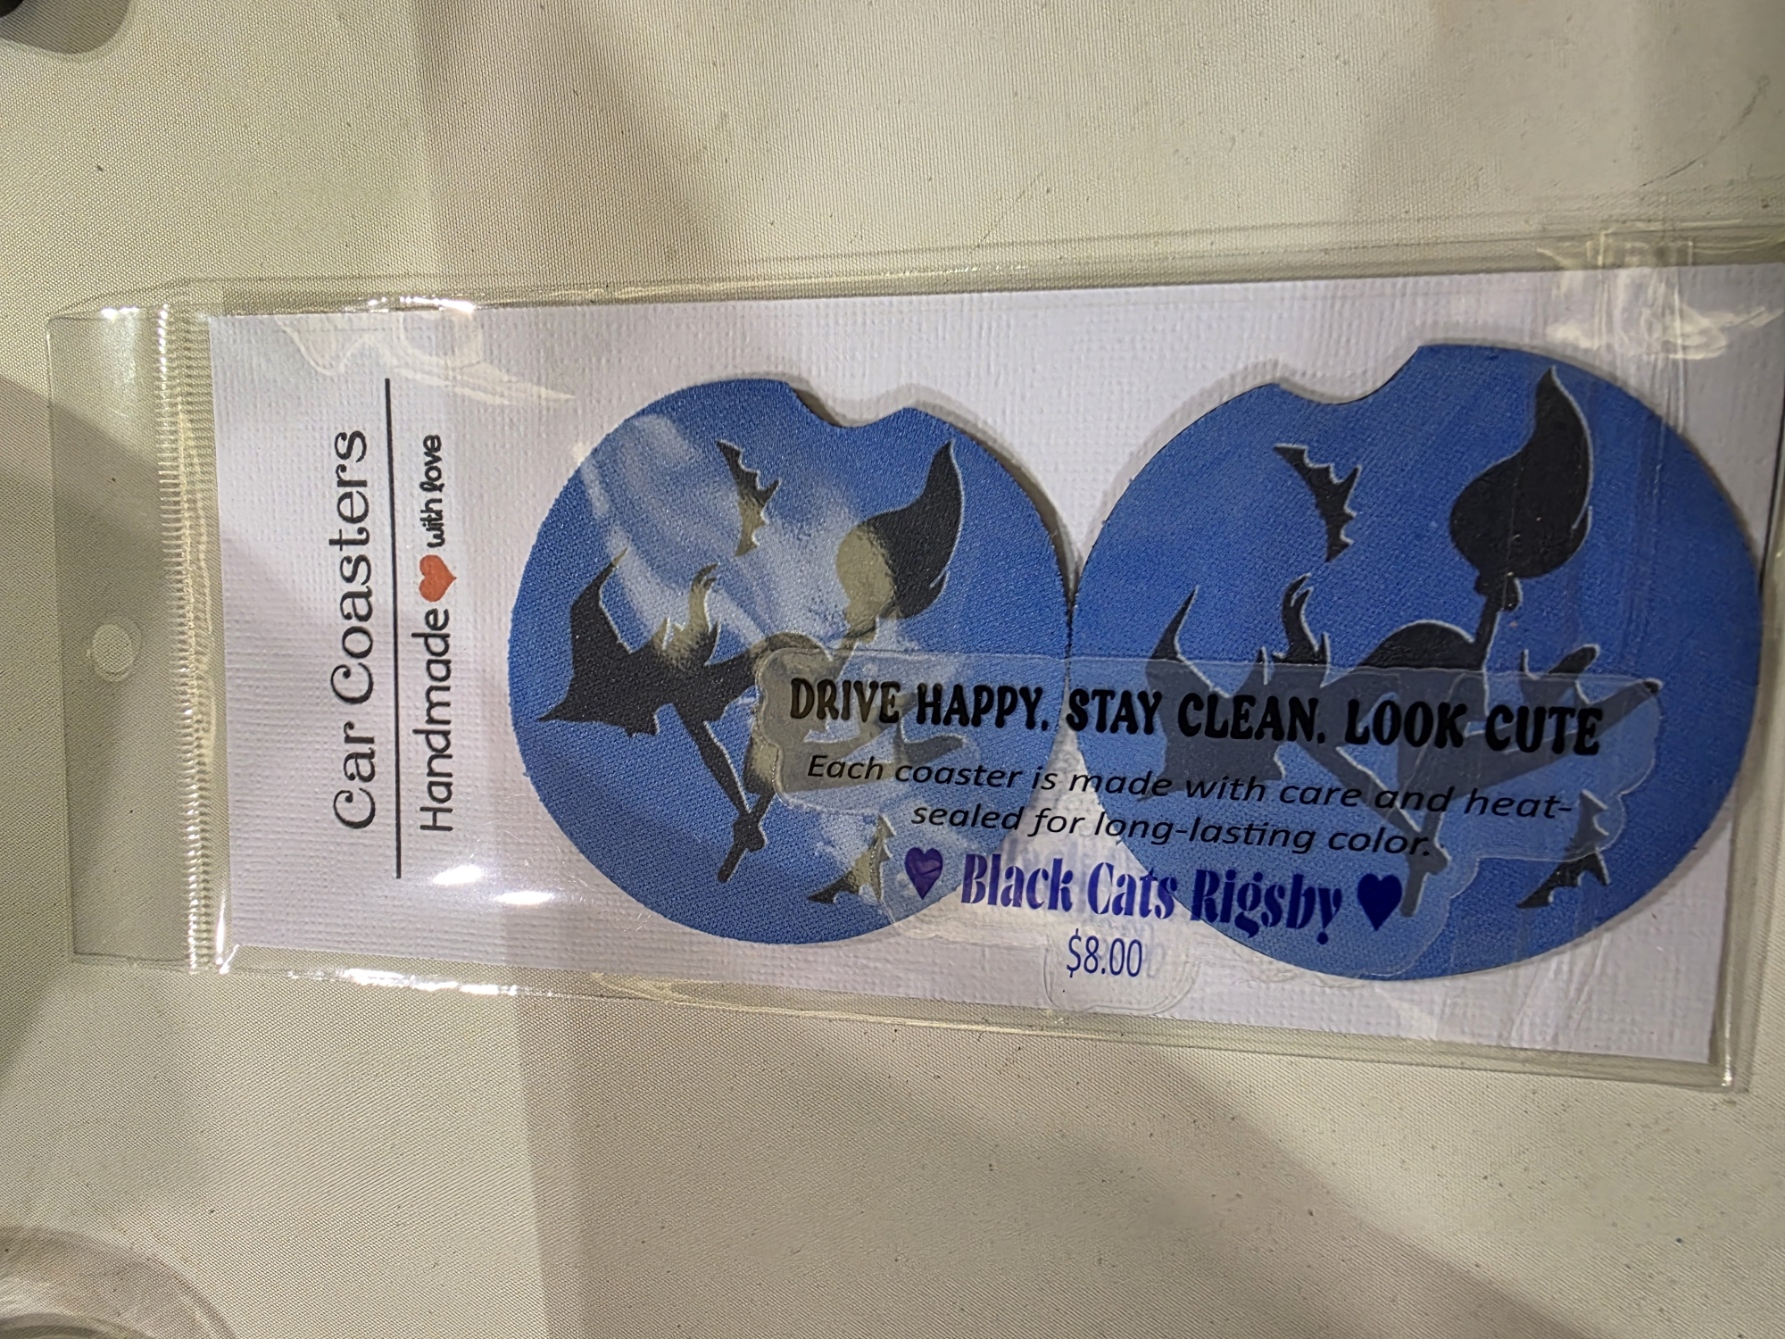 Car Coasters
Handmade ❤ with love
DRIVE HAPPY. STAY CLEAN. LOOK CUTE
Each coaster is made with care and heat-
sealed for long-lasting color.
♥ Black Cats Rigsby ♥
$8.00